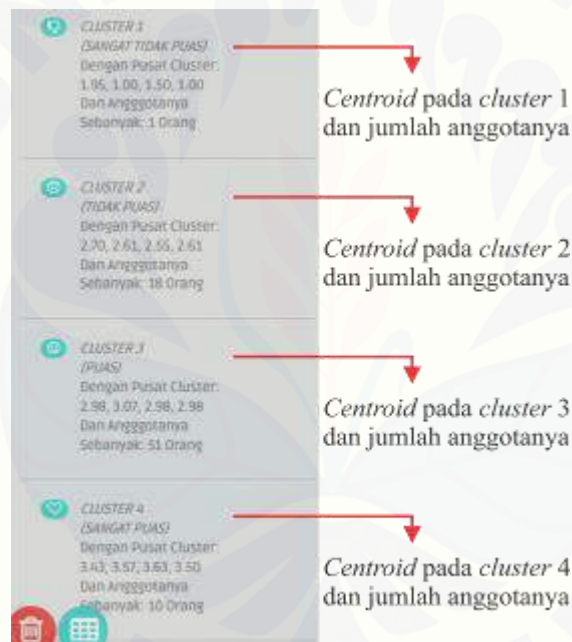 CLUSTER 1
(SANGAT TIDAK PUAS)
Dengan Pusat Cluster:
1.95, 1.00, 1.50, 1.00
Dan Angggotanya
Sebanyak: 1 Orang
Centroid pada cluster 1
dan jumlah anggotanya
CLUSTER 2
(TIDAK PUAS)
Dengan Pusat Cluster:
2.70, 2.61, 2.55, 2.61
Dan Angggotanya
Sebanyak: 18 Orang
Centroid pada cluster 2
dan jumlah anggotanya
CLUSTER 3
(PUAS)
Dengan Pusat Cluster:
2.98, 3.07, 2.98, 2.98
Dan Angggotanya
Sebanyak: 51 Orang
Centroid pada cluster 3
dan jumlah anggotanya
CLUSTER 4
(SANGAT PUAS)
Dengan Pusat Cluster:
3.43, 3.57, 3.63, 3.50
Dan Angggotanya
Sebanyak: 10 Orang
Centroid pada cluster 4
dan jumlah anggotanya